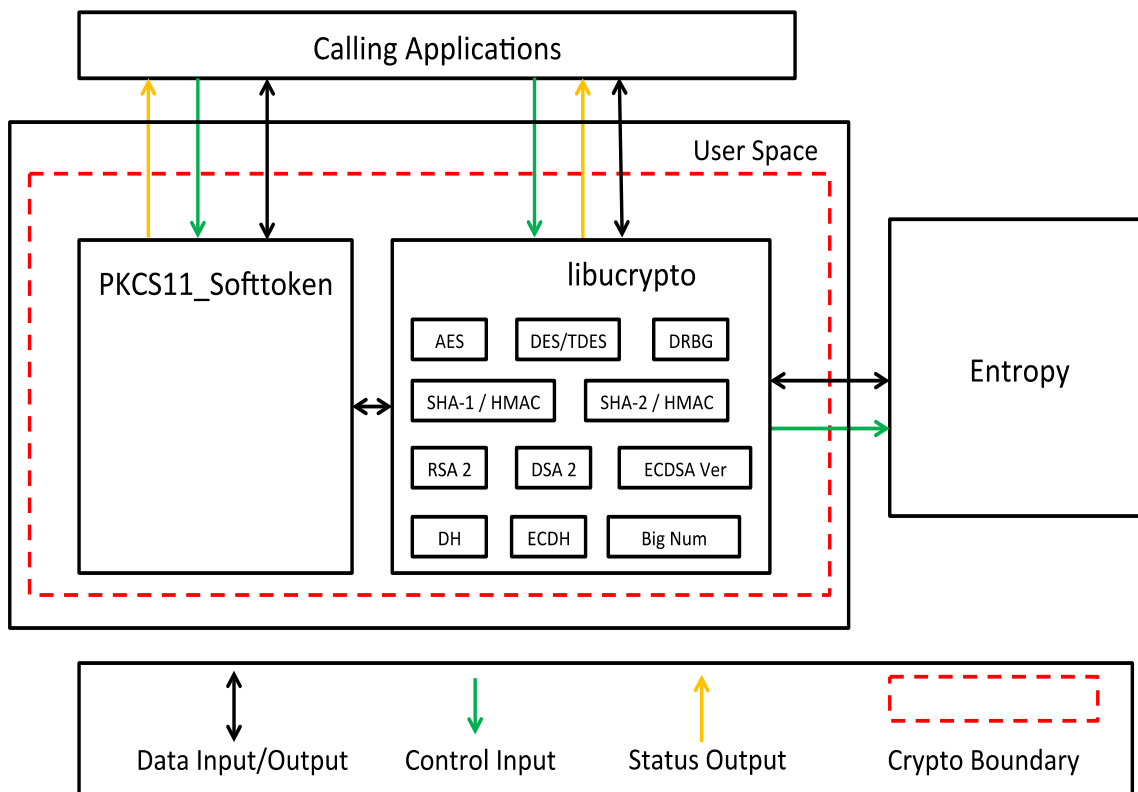 Calling Applications
User Space
PKCS11_Softtoken
libucrypto
AES
DES/TDES
DRBG
SHA-1 / HMAC
SHA-2 / HMAC
RSA 2
DSA 2
ECDSA Ver
DH
ECDH
Big Num
Entropy
Data Input/Output
Control Input
Status Output
Crypto Boundary